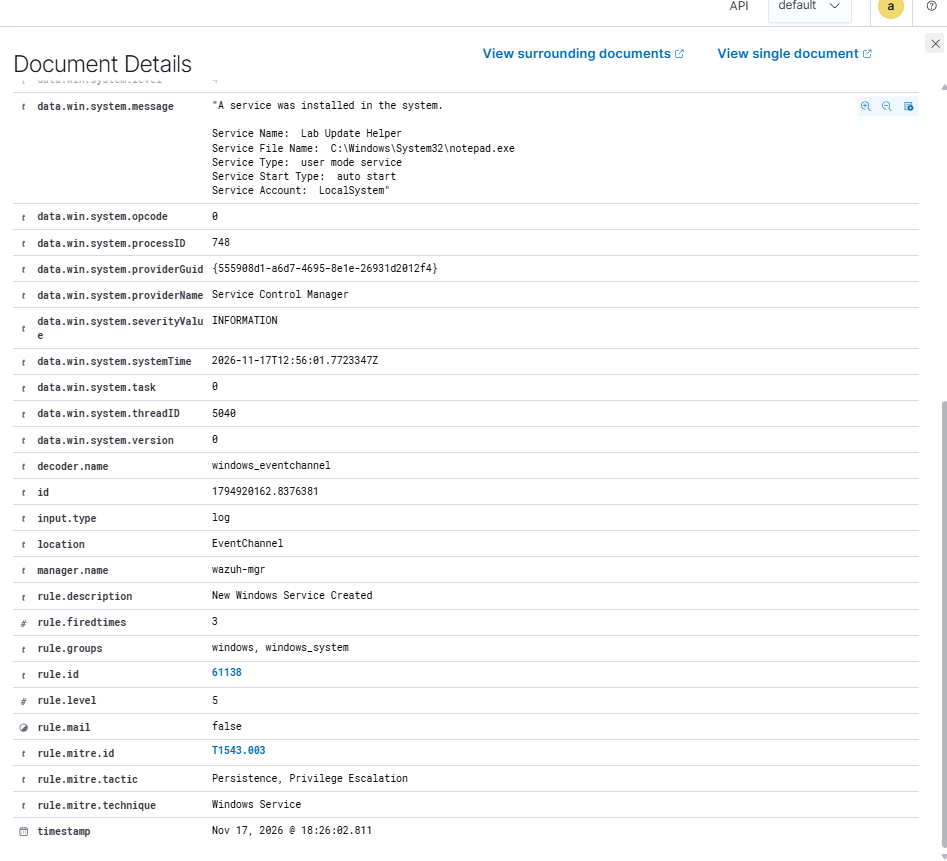 API
default
a
Document Details
View surrounding documents
View single document
data.win.system.level
4
t data.win.system.message
"A service was installed in the system.
Service Name:  Lab Update Helper
Service File Name:  C:\Windows\System32\notepad.exe
Service Type:  user mode service
Service Start Type:  auto start
Service Account:  LocalSystem"
t data.win.system.opcode 0
t data.win.system.processID 748
t data.win.system.providerGuid {555908d1-a6d7-4695-8e1e-26931d2012f4}
t data.win.system.providerName Service Control Manager
t data.win.system.severityValu
e
INFORMATION
t data.win.system.systemTime 2026-11-17T12:56:01.7723347Z
t data.win.system.task 0
t data.win.system.threadID 5040
t data.win.system.version 0
t decoder.name windows_eventchannel
t id 1794920162.8376381
t input.type log
t location EventChannel
t manager.name wazuh-mgr
t rule.description New Windows Service Created
# rule.firedtimes 3
t rule.groups windows, windows_system
t rule.id 61138
# rule.level 5
rule.mail false
t rule.mitre.id T1543.003
t rule.mitre.tactic Persistence, Privilege Escalation
t rule.mitre.technique Windows Service
timestamp Nov 17, 2026 @ 18:26:02.811